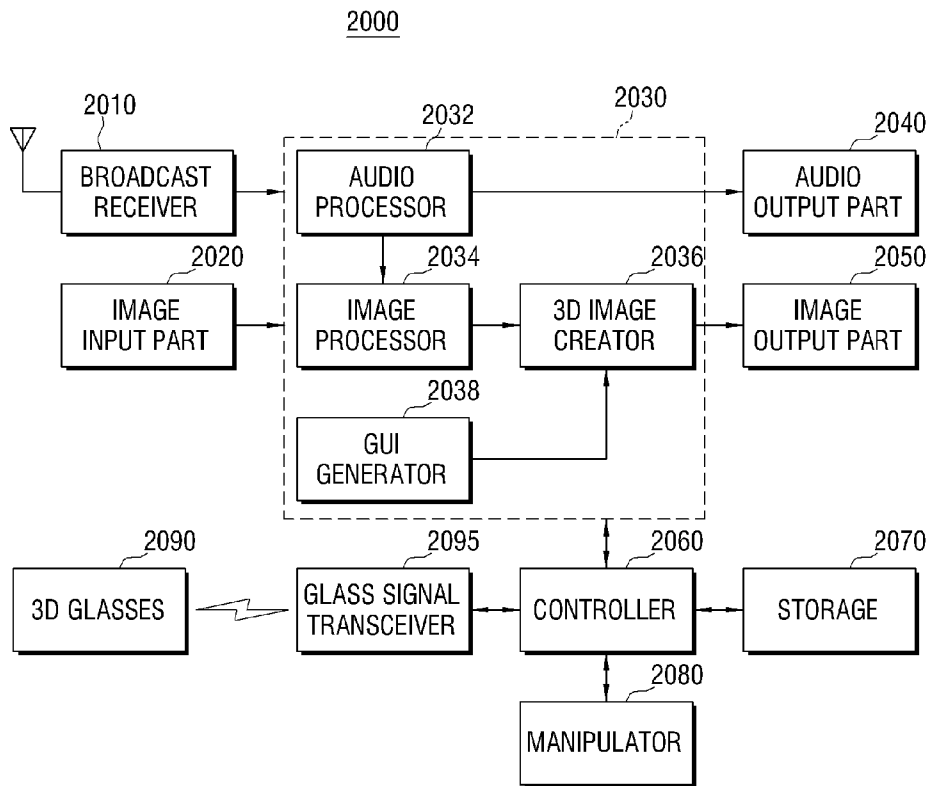 2000
2010
2032
2030
2040
BROADCAST
RECEIVER
AUDIO
PROCESSOR
AUDIO
OUTPUT PART
2020
2034
2036
2050
IMAGE
INPUT PART
IMAGE
PROCESSOR
3D IMAGE
CREATOR
IMAGE
OUTPUT PART
2038
GUI
GENERATOR
2090
2095
2060
2070
3D GLASSES
GLASS SIGNAL
TRANSCEIVER
CONTROLLER
STORAGE
2080
MANIPULATOR